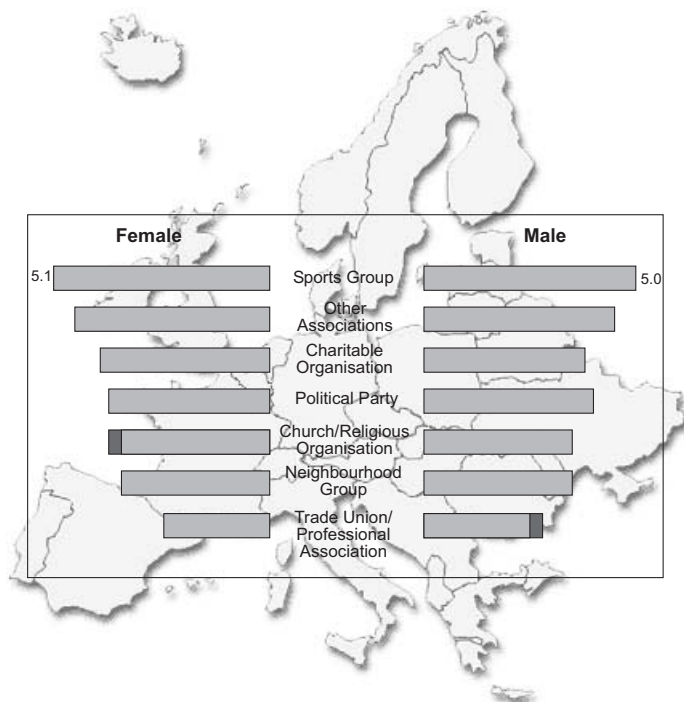 Female
Male
5.1
Sports Group
5.0
Other
Associations
Charitable
Organisation
Political Party
Church/Religious
Organisation
Neighbourhood
Group
Trade Union/
Professional
Association